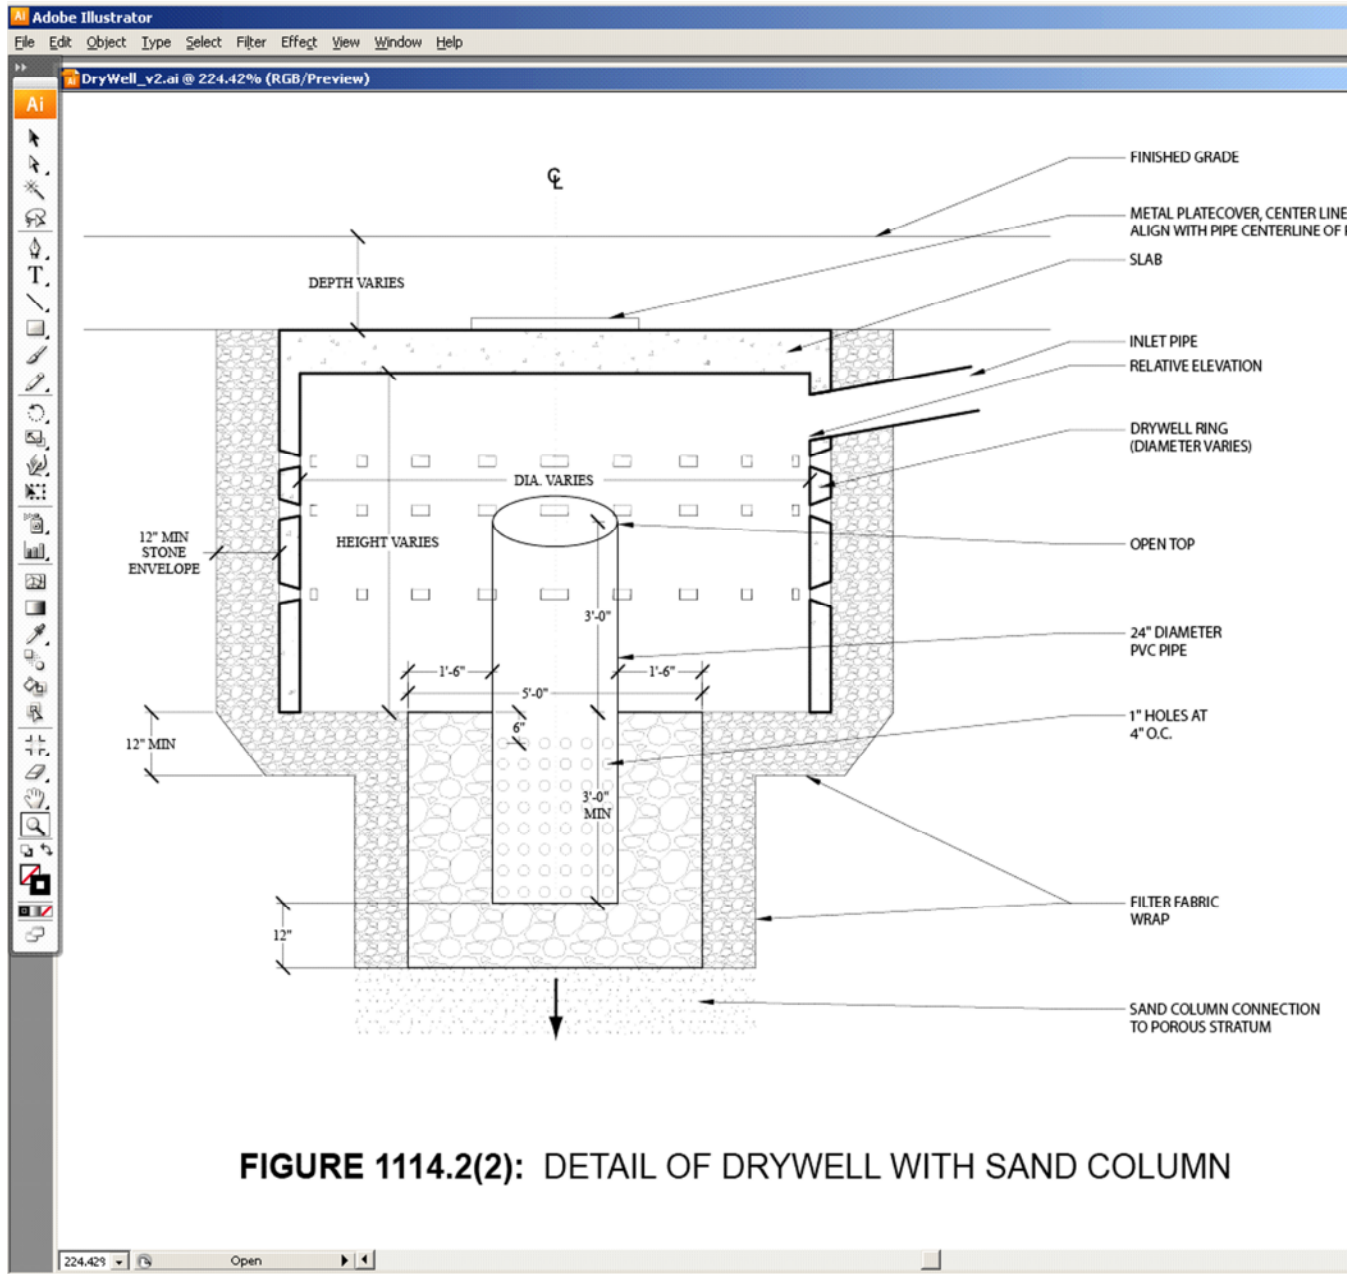 Ai Adobe Illustrator
File Edit Object Type Select Filter Effect View Window Help
DryWell_v2.ai @ 224.42% (RGB/Preview)
Ai
FINISHED GRADE
METAL PLATECOVER, CENTER LINE
ALIGN WITH PIPE CENTERLINE OF
SLAB
DEPTH VARIES
INLET PIPE
RELATIVE ELEVATION
DRYWELL RING
(DIAMETER VARIES)
DIA. VARIES
HEIGHT VARIES
12" MIN
STONE
ENVELOPE
OPEN TOP
3'-0"
24" DIAMETER
PVC PIPE
1'-6"
1'-6"
5'-0"
6"
12" MIN
1" HOLES AT
4" O.C.
3'-0"
MIN
FILTER FABRIC
WRAP
12"
SAND COLUMN CONNECTION
TO POROUS STRATUM
FIGURE 1114.2(2): DETAIL OF DRYWELL WITH SAND COLUMN
224.42% Open